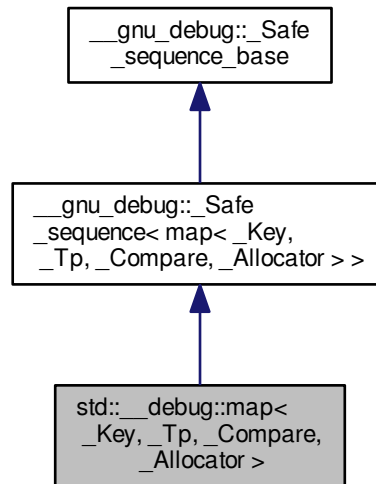 __gnu_debug::_Safe
_sequence_base
__gnu_debug::_Safe
_sequence< map< _Key,
_Tp, _Compare, _Allocator > >
std::__debug::map<
_Key, _Tp, _Compare,
_Allocator >